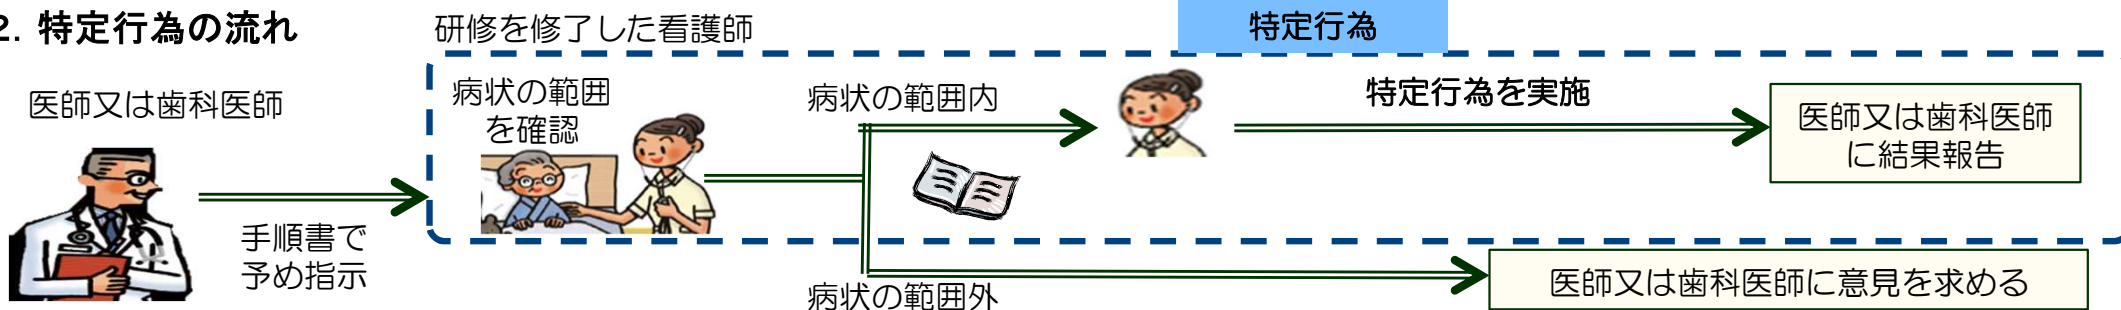 2. 特定行為の流れ
研修を修了した看護師
特定行為
医師又は歯科医師
手順書で
予め指示
病状の範囲
を確認
病状の範囲内
特定行為を実施
医師又は歯科医師
に結果報告
病状の範囲外
医師又は歯科医師に意見を求める